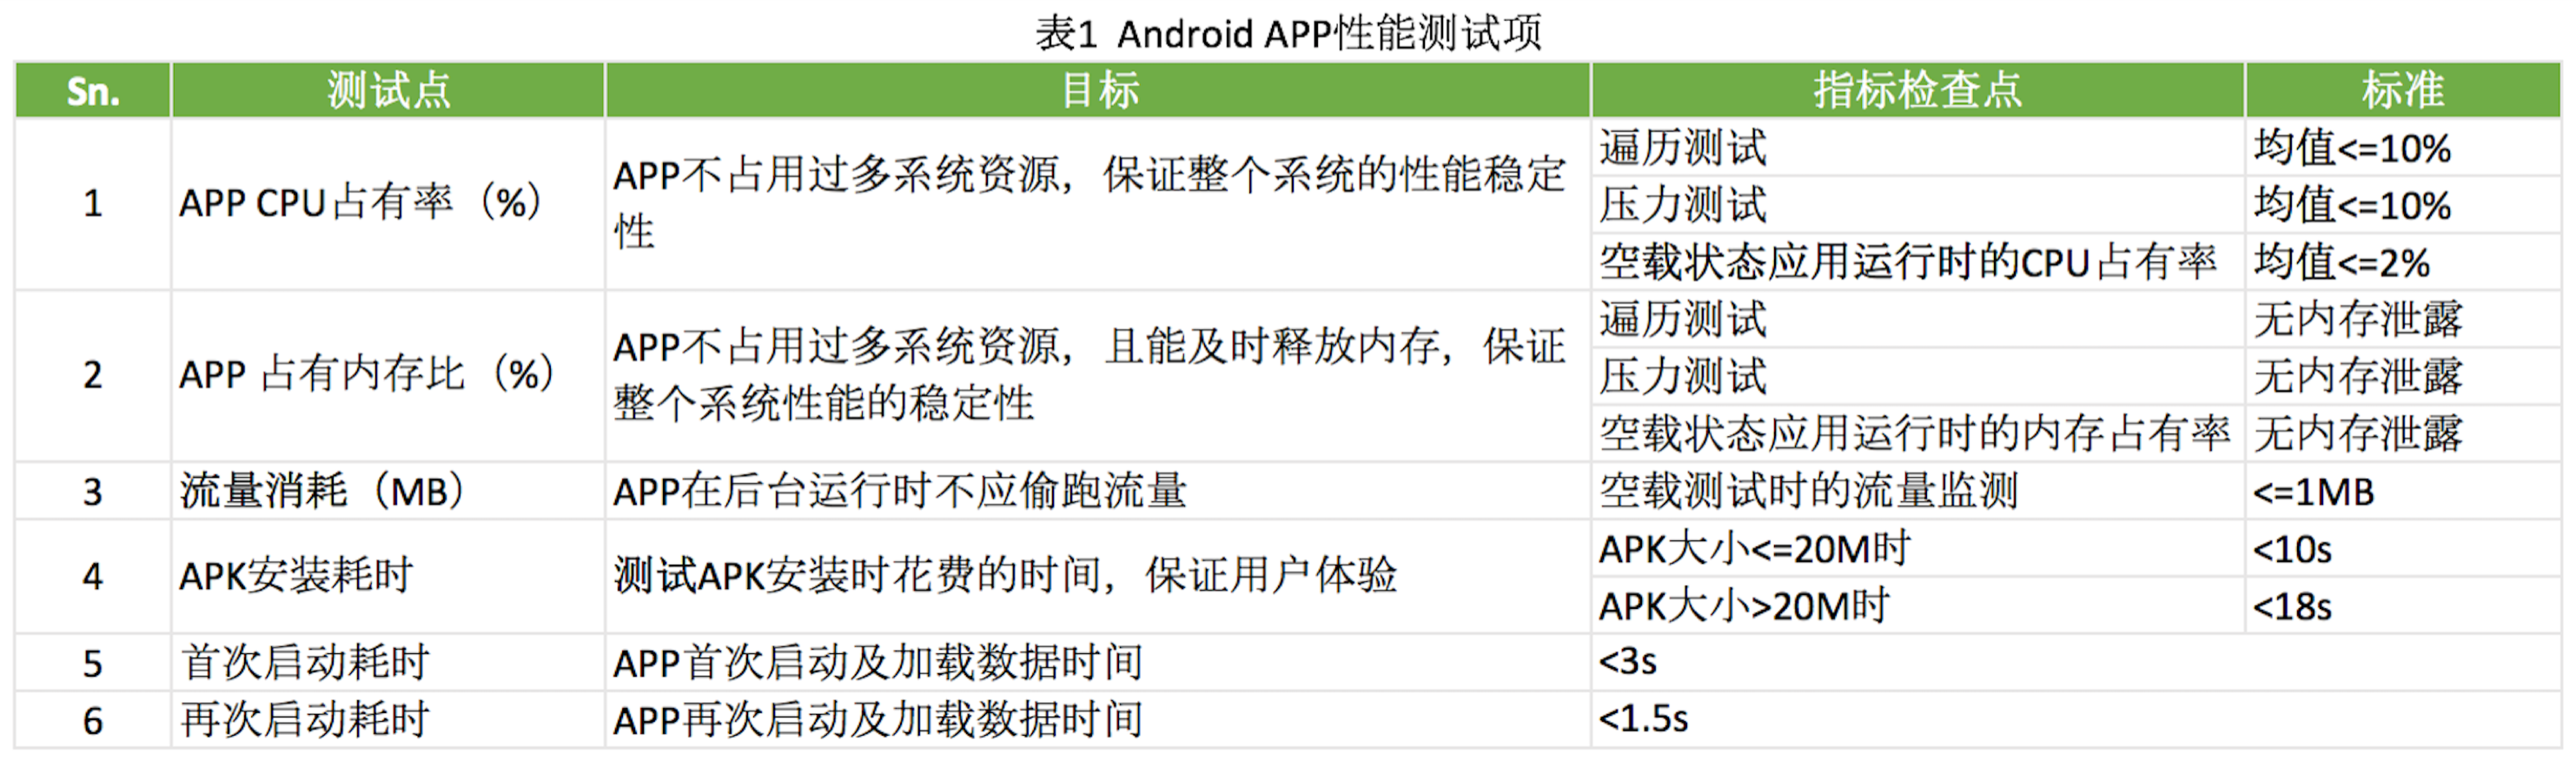 表1 Android APP性能测试项
Sn. 测试点 目标 指标检查点 标准
1 APP CPU占有率（%） APP不占用过多系统资源，保证整个系统的性能稳定
性
遍历测试 均值<=10%
压力测试 均值<=10%
空载状态应用运行时的CPU占有率 均值<=2%
2 APP 占有内存比（%） APP不占用过多系统资源，且能及时释放内存，保证
整个系统性能的稳定性
遍历测试 无内存泄露
压力测试 无内存泄露
空载状态应用运行时的内存占有率 无内存泄露
3 流量消耗（MB） APP在后台运行时不应偷跑流量 空载测试时的流量监测 <=1MB
4 APK安装耗时 测试APK安装时花费的时间，保证用户体验
APK大小<=20M时 <10s
APK大小>20M时 <18s
5 首次启动耗时 APP首次启动及加载数据时间 <3s
6 再次启动耗时 APP再次启动及加载数据时间 <1.5s